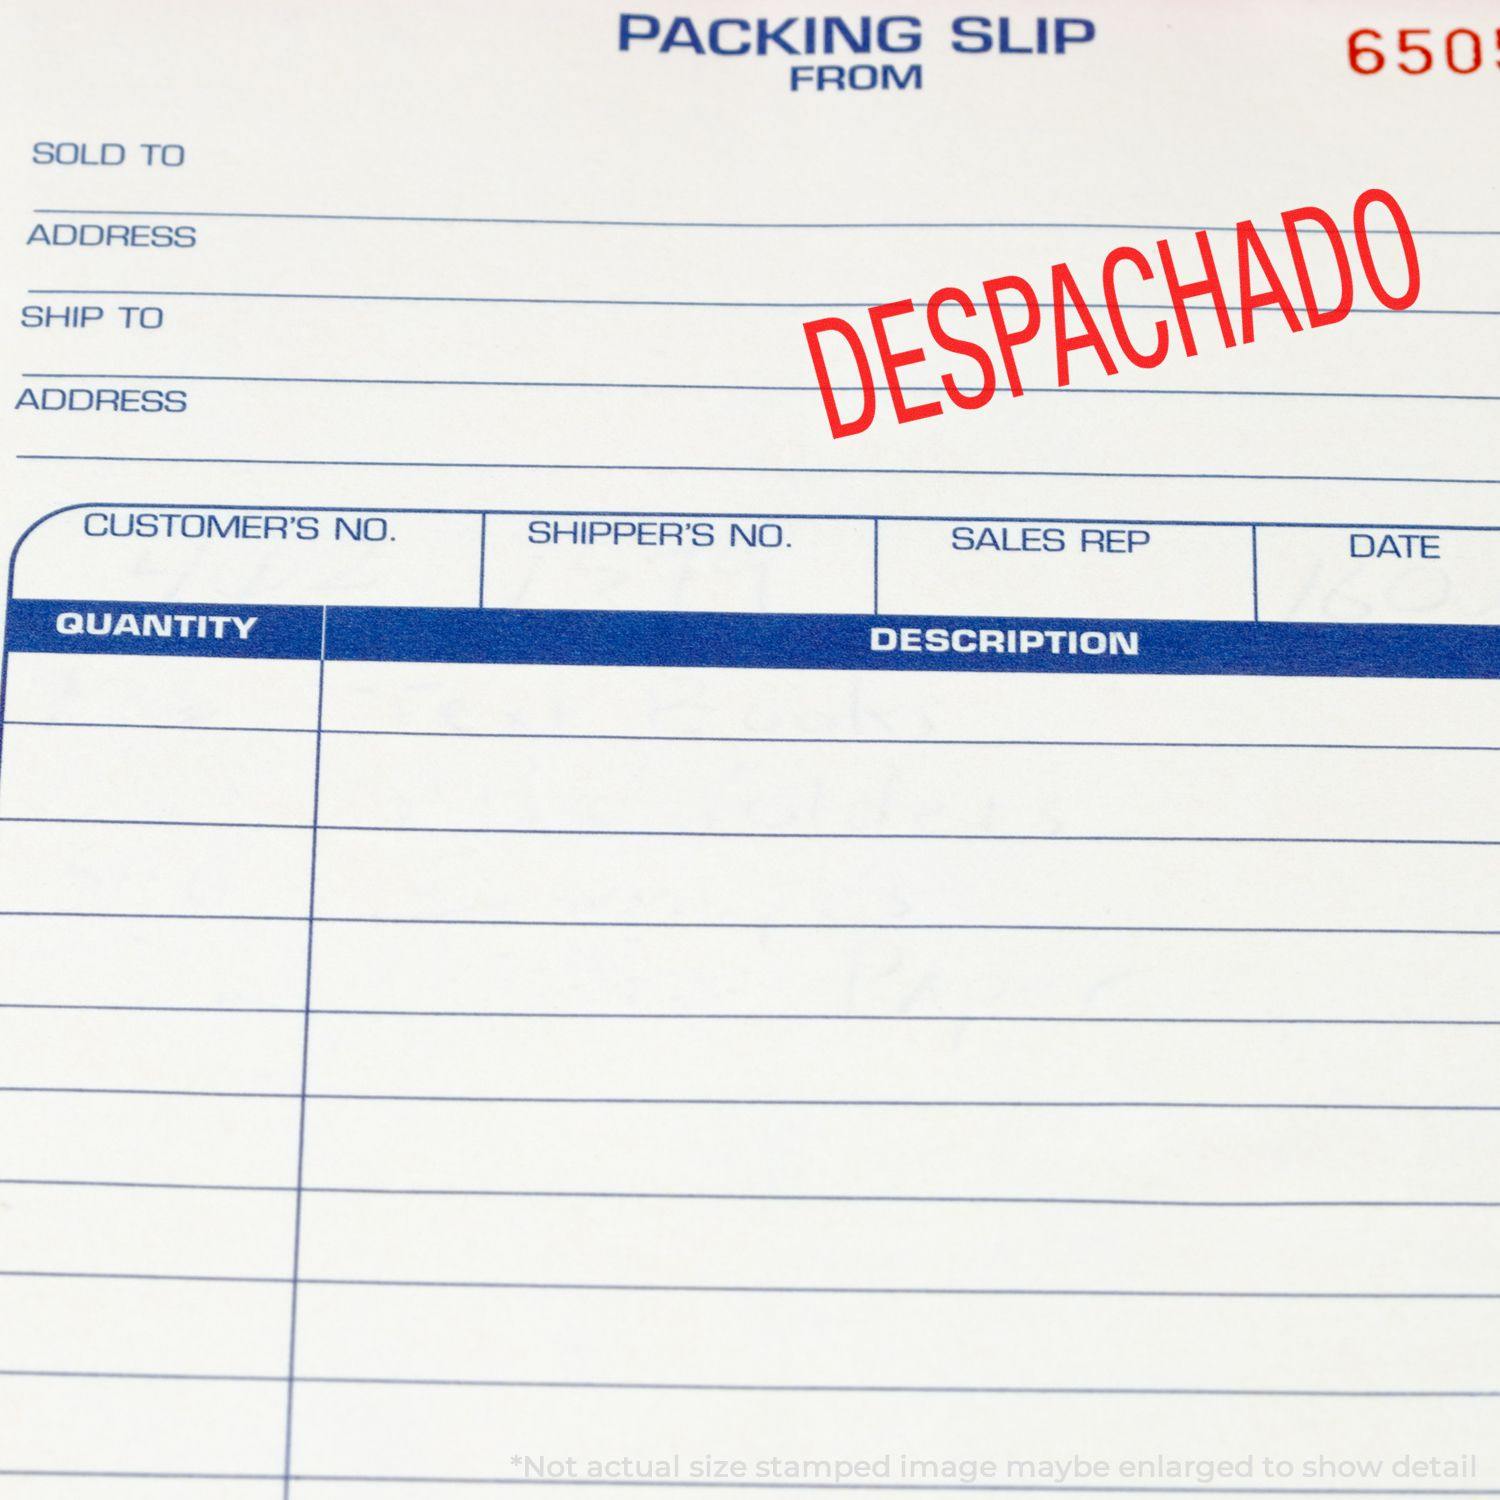 PACKING SLIP
FROM
650
SOLD TO
ADDRESS
SHIP TO
ADDRESS
DESPACHADO
CUSTOMER'S NO. SHIPPER'S NO. SALES REP DATE
QUANTITY DESCRIPTION
*Not actual size stamped image maybe enlarged to show detail